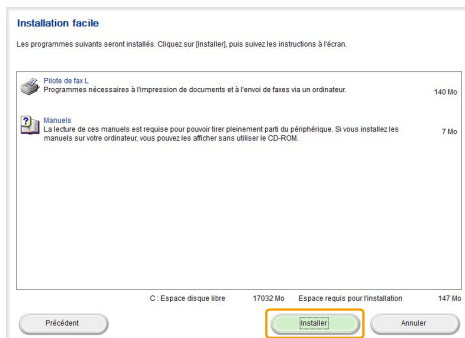 Installation facile
Les programmes suivants seront installés. Cliquez sur [Installer], puis suivez les instructions à l'écran.
Pilote de fax L
Programmes nécessaires à l'impression de documents et à l'envoi de faxes via un ordinateur.
140 Mo
Manuels
La lecture de ces manuels est requise pour pouvoir tirer pleinement parti du périphérique. Si vous installez les
manuels sur votre ordinateur, vous pouvez les afficher sans utiliser le CD-ROM.
7 Mo
C : Espace disque libre 17032 Mo Espace requis pour l'installation 147 Mo
Précédent Installer Annuler